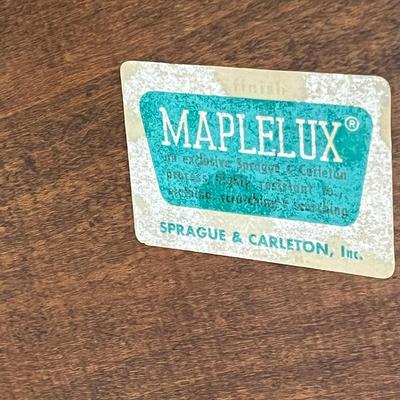 finish
MAPLELUX®
an exclusive Sprague & Carleton
process highly resistant to
staining, scratching & scorching
SPRAGUE & CARLETON, Inc.